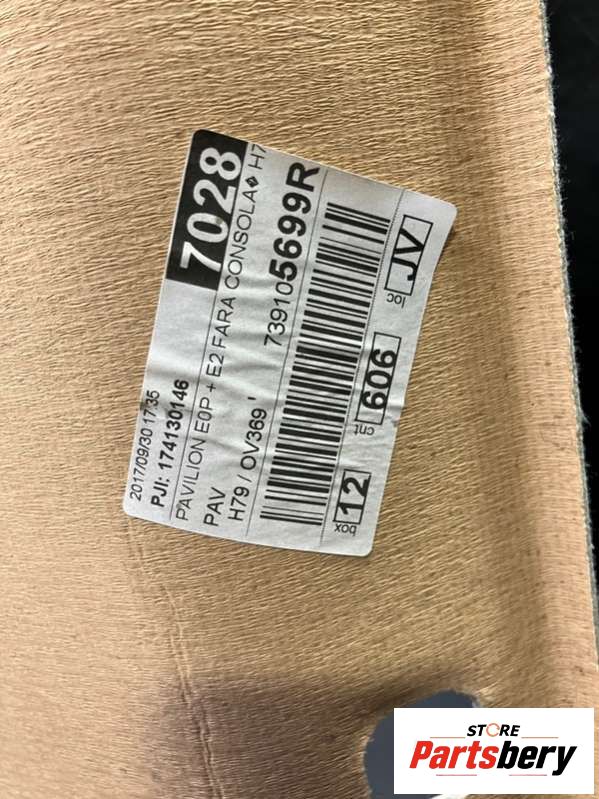 7028
2017/09/30 17:35
PJI: 174130146
PAVILION E0P + E2 FARA CONSOLA� H7
PAV
H79 / OV369 '
739105699R
box 12 cnt 606 loc JV
STORE
Partsbery